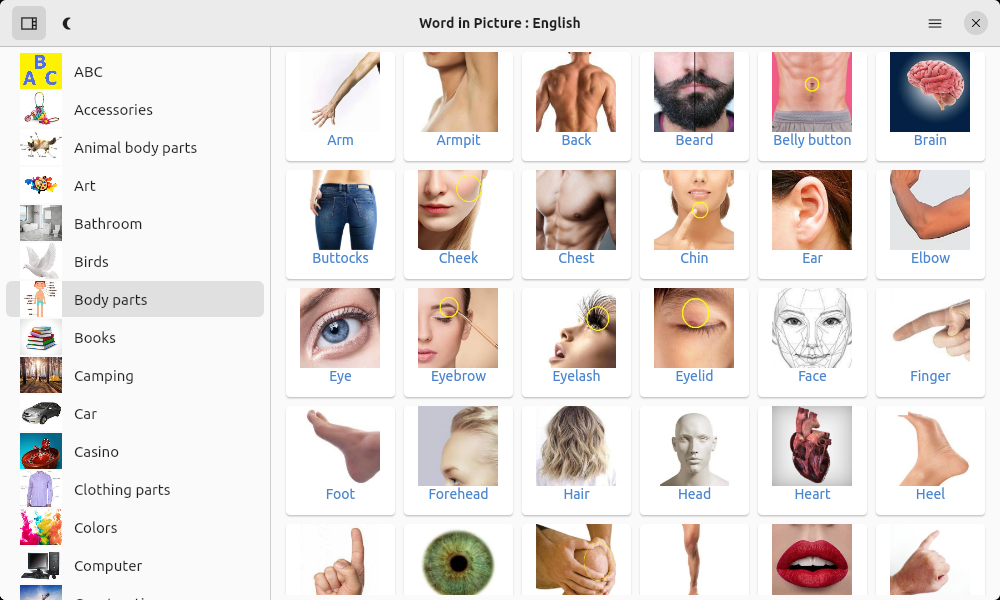 Word in Picture : English
A B C
ABC
Accessories
Animal body parts
Art
Bathroom
Birds
Body parts
Books
Camping
Car
Casino
Clothing parts
Colors
Computer
Arm
Armpit
Back
Beard
Belly button
Brain
Buttocks
Cheek
Chest
Chin
Ear
Elbow
Eye
Eyebrow
Eyelash
Eyelid
Face
Finger
Foot
Forehead
Hair
Head
Heart
Heel